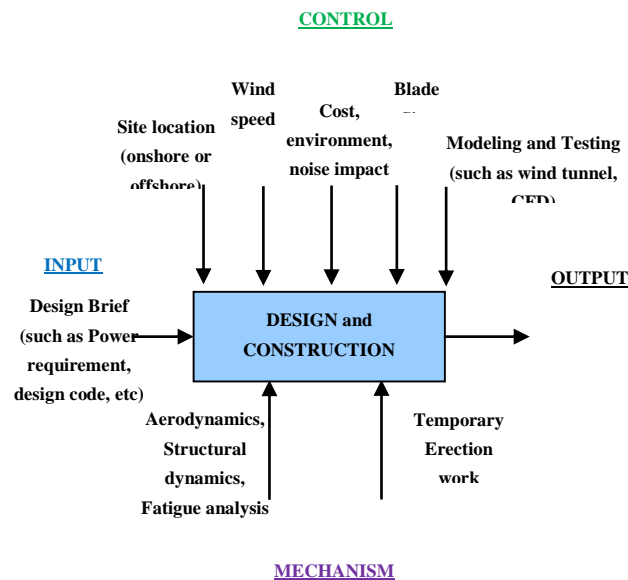 CONTROL
Wind
speed
Blade
Cost,
environment,
noise impact
Site location
(onshore or
offshore)
Modeling and Testing
(such as wind tunnel,
CFD)
INPUT
OUTPUT
Design Brief
(such as Power
requirement,
design code, etc)
DESIGN and
CONSTRUCTION
Aerodynamics,
Structural
dynamics,
Fatigue analysis
Temporary
Erection
work
MECHANISM